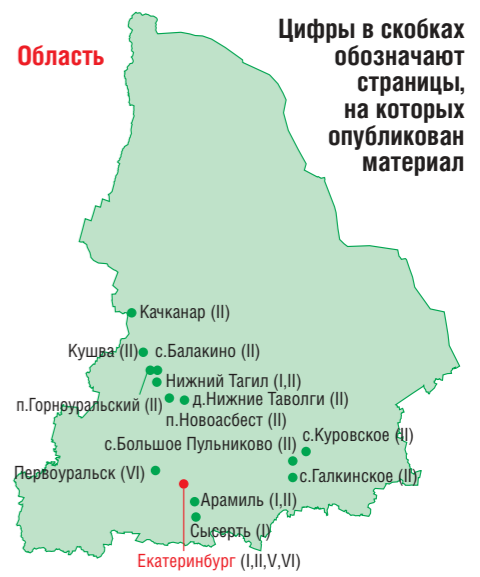 Область
Цифры в скобках
обозначают
страницы,
на которых
опубликован
материал
Качканар (II)
Кушва (II)
с.Балакино (II)
Нижний Тагил (I,II)
п.Горноуральский (II)
д.Нижние Таволги (II)
п.Новоасбест (II)
с.Куровское (II)
с.Большое Пульниково (II)
Первоуральск (VI)
с.Галкинское (II)
Арамиль (I,II)
Сысерть (I)
Екатеринбург (I,II,V,VI)